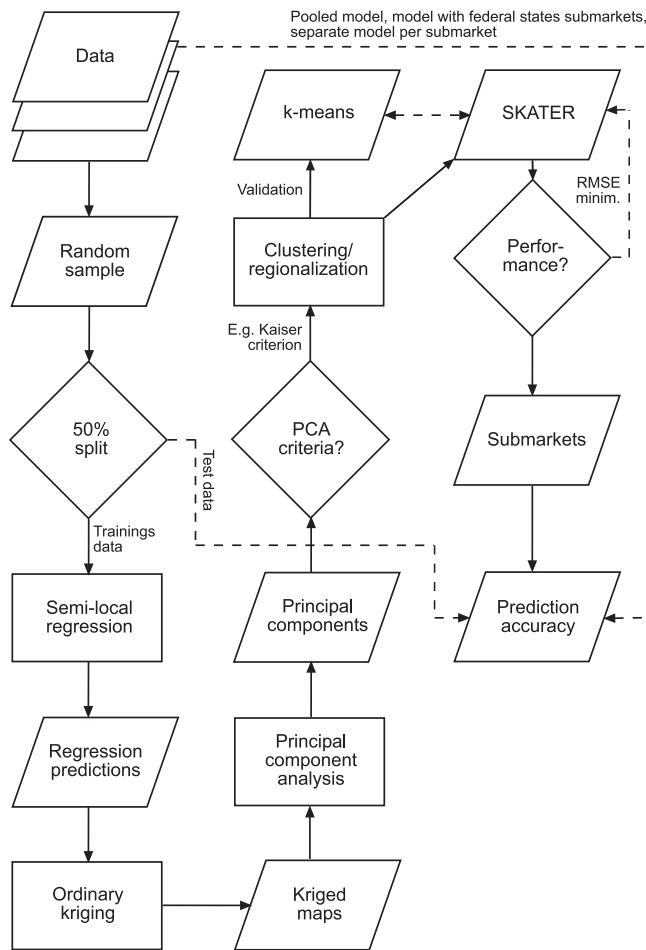 Pooled model, model with federal states submarkets,
separate model per submarket
Data
Random
sample
50%
split
Test data
Trainings
data
Semi-local
regression
Regression
predictions
Ordinary
kriging
Kriged
maps
Principal
component
analysis
Principal
components
PCA
criteria?
E.g. Kaiser
criterion
Clustering/
regionalization
Validation
k-means
SKATER
RMSE
minim.
Perfor-
mance?
Submarkets
Prediction
accuracy